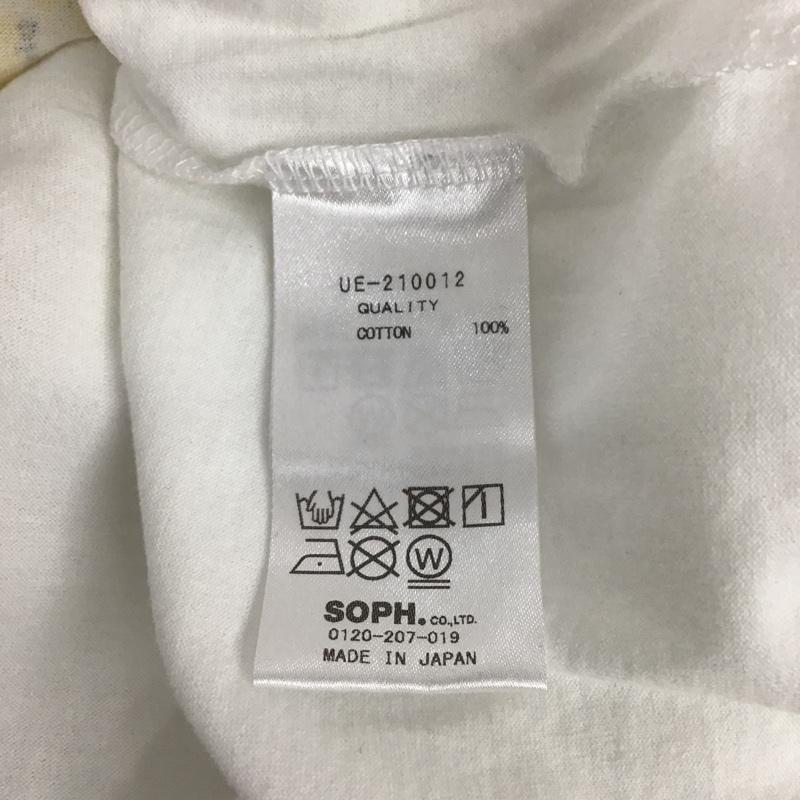 UE-210012
QUALITY
COTTON 100%
W
SOPH. CO.,LTD.
0120-207-019
MADE IN JAPAN